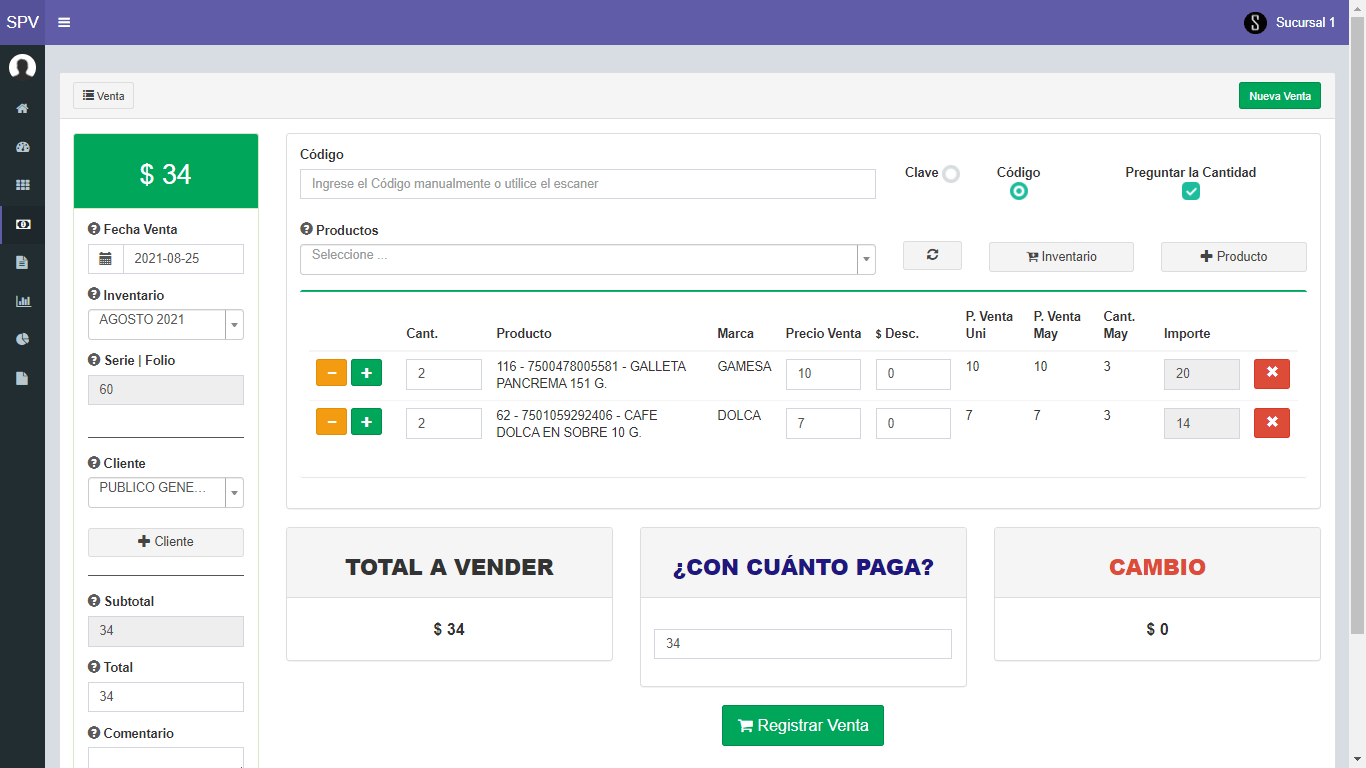 SPV
Sucursal 1
Venta
Nueva Venta
$ 34
Fecha Venta
2021-08-25
Inventario
AGOSTO 2021
Serie | Folio
60
Cliente
PUBLICO GENE...
Cliente
Subtotal
34
Total
34
Comentario
Código
Ingrese el Código manualmente o utilice el escaner
Clave
Código
Preguntar la Cantidad
Productos
Seleccione ...
Inventario
Producto
Cant. Producto Marca Precio Venta $ Desc. P. Venta Uni P. Venta May Cant. May Importe
2 116 - 7500478005581 - GALLETA PANCREMA 151 G. GAMESA 10 0 10 10 3 20
2 62 - 7501059292406 - CAFE DOLCA EN SOBRE 10 G. DOLCA 7 0 7 7 3 14
TOTAL A VENDER
$ 34
¿CON CUÁNTO PAGA?
34
CAMBIO
$ 0
Registrar Venta